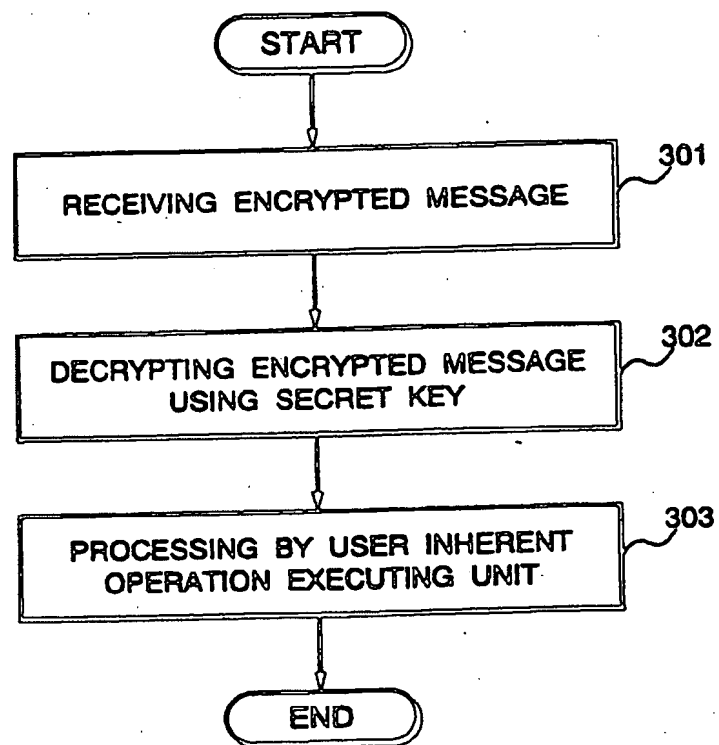 START
RECEIVING ENCRYPTED MESSAGE
301
DECRYPTING ENCRYPTED MESSAGE
USING SECRET KEY
302
PROCESSING BY USER INHERENT
OPERATION EXECUTING UNIT
303
END